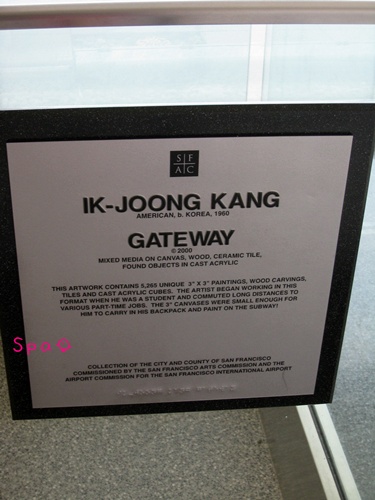 S F
A C
IK-JOONG KANG
AMERICAN, b. KOREA, 1960
GATEWAY
© 2000
MIXED MEDIA ON CANVAS, WOOD, CERAMIC TILE,
FOUND OBJECTS IN CAST ACRYLIC
THIS ARTWORK CONTAINS 5,265 UNIQUE 3" X 3" PAINTINGS, WOOD CARVINGS,
TILES AND CAST ACRYLIC CUBES. THE ARTIST BEGAN WORKING IN THIS
FORMAT WHEN HE WAS A STUDENT AND COMMUTED LONG DISTANCES TO
VARIOUS PART-TIME JOBS. THE 3" CANVASES WERE SMALL ENOUGH FOR
HIM TO CARRY IN HIS BACKPACK AND PAINT ON THE SUBWAY!
COLLECTION OF THE CITY AND COUNTY OF SAN FRANCISCO
COMMISSIONED BY THE SAN FRANCISCO ARTS COMMISSION AND THE
AIRPORT COMMISSION FOR THE SAN FRANCISCO INTERNATIONAL AIRPORT